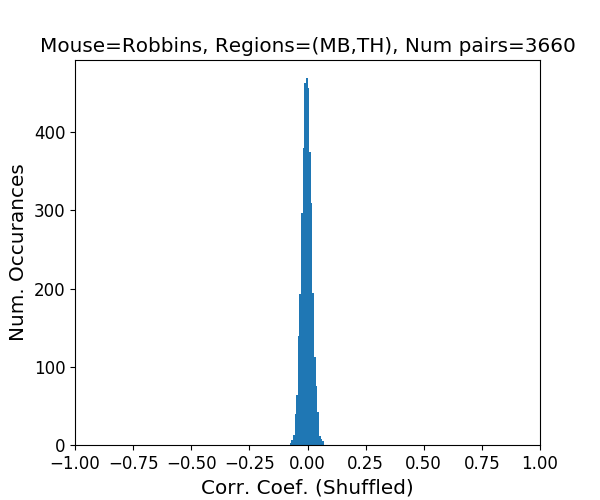 Mouse=Robbins, Regions=(MB,TH), Num pairs=3660
Num. Occurances
400
300
200
100
0
−1.00 −0.75 −0.50 −0.25 0.00 0.25 0.50 0.75 1.00
Corr. Coef. (Shuffled)